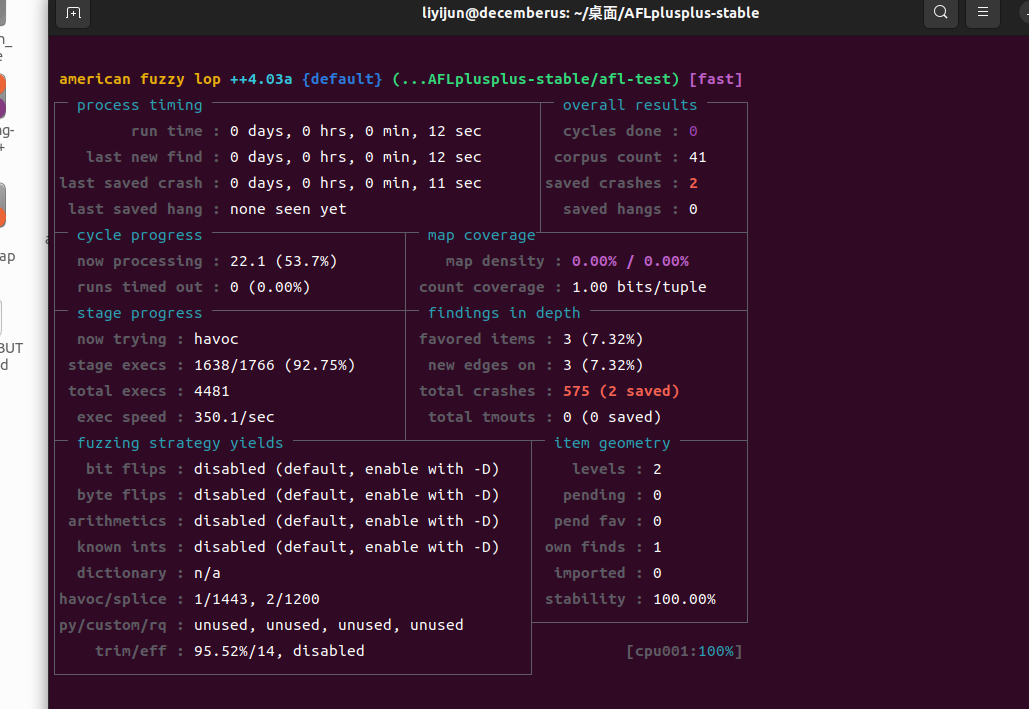 liyijun@decemberus: ~/桌面/AFLplusplus-stable
american fuzzy lop ++4.03a {default} (...AFLplusplus-stable/afl-test) [fast]
process timing
overall results
run time : 0 days, 0 hrs, 0 min, 12 sec
cycles done : 0
last new find : 0 days, 0 hrs, 0 min, 12 sec
corpus count : 41
last saved crash : 0 days, 0 hrs, 0 min, 11 sec
saved crashes : 2
last saved hang : none seen yet
saved hangs : 0
cycle progress
map coverage
now processing : 22.1 (53.7%)
map density : 0.00% / 0.00%
runs timed out : 0 (0.00%)
count coverage : 1.00 bits/tuple
stage progress
findings in depth
now trying : havoc
favored items : 3 (7.32%)
stage execs : 1638/1766 (92.75%)
new edges on : 3 (7.32%)
total execs : 4481
total crashes : 575 (2 saved)
exec speed : 350.1/sec
total tmouts : 0 (0 saved)
fuzzing strategy yields
item geometry
bit flips : disabled (default, enable with -D)
levels : 2
byte flips : disabled (default, enable with -D)
pending : 0
arithmetics : disabled (default, enable with -D)
pend fav : 0
known ints : disabled (default, enable with -D)
own finds : 1
dictionary : n/a
imported : 0
havoc/splice : 1/1443, 2/1200
stability : 100.00%
py/custom/rq : unused, unused, unused, unused
trim/eff : 95.52%/14, disabled
[cpu001:100%]